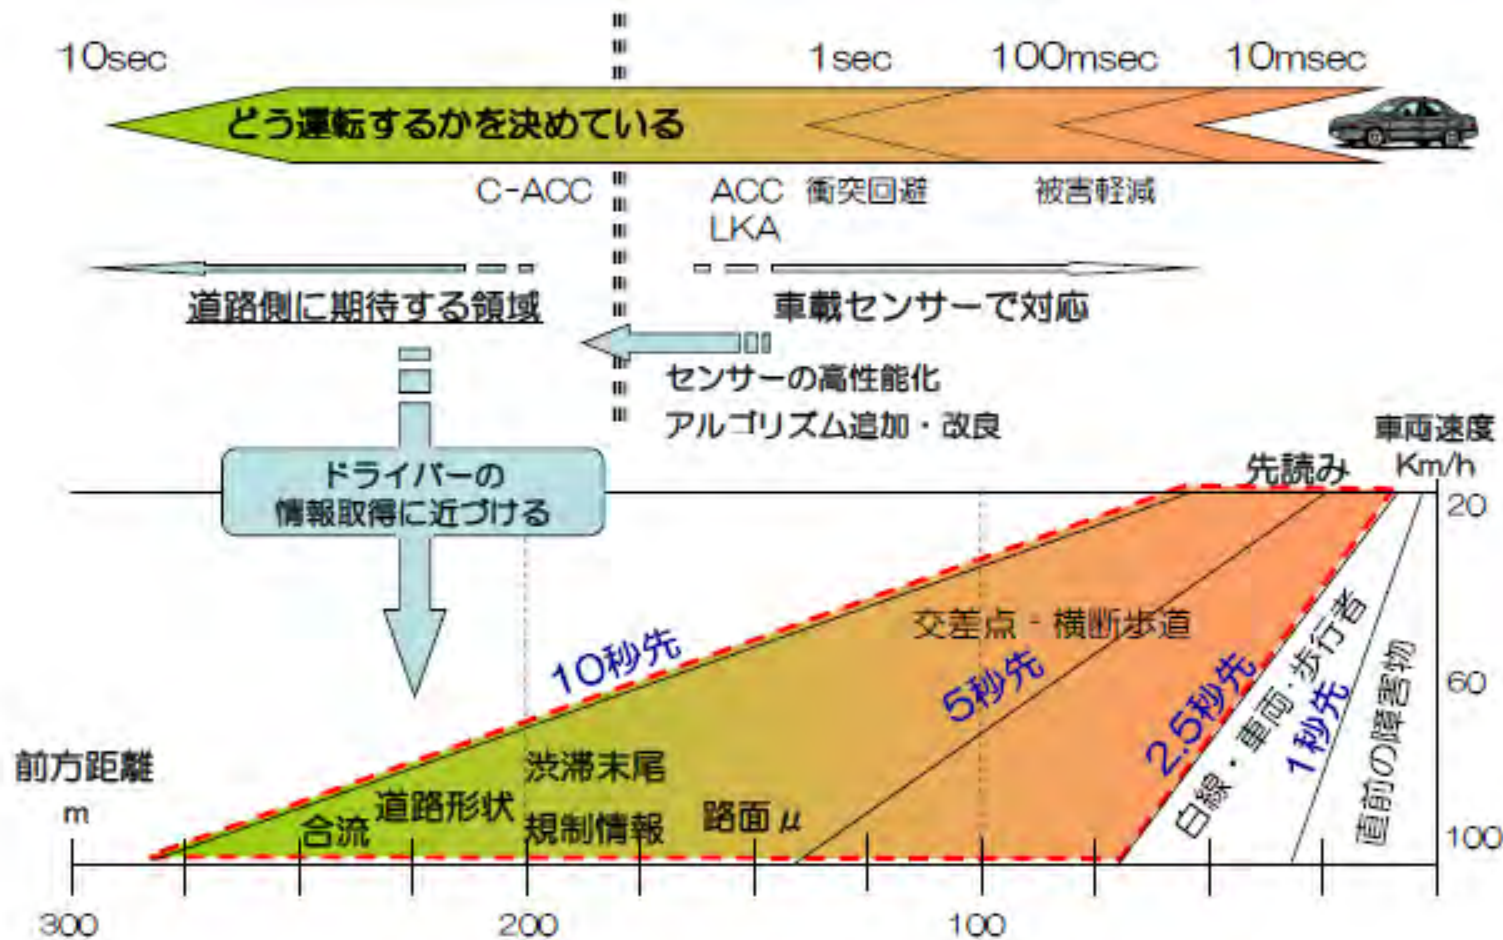 10sec
1sec
100msec
10msec
どう運転するかを決めている
C-ACC
ACC
LKA
衝突回避
被害軽減
道路側に期待する領域
車載センサーで対応
センサーの高性能化
アルゴリズム追加・改良
ドライバーの
情報取得に近づける
先読み
車両速度
Km/h
20
60
100
交差点・横断歩道
10秒先
5秒先
2.5秒先
白線・車両・歩行者
1秒先
直前の障害物
前方距離
m
渋滞末尾
道路形状
合流
規制情報
路面μ
300
200
100